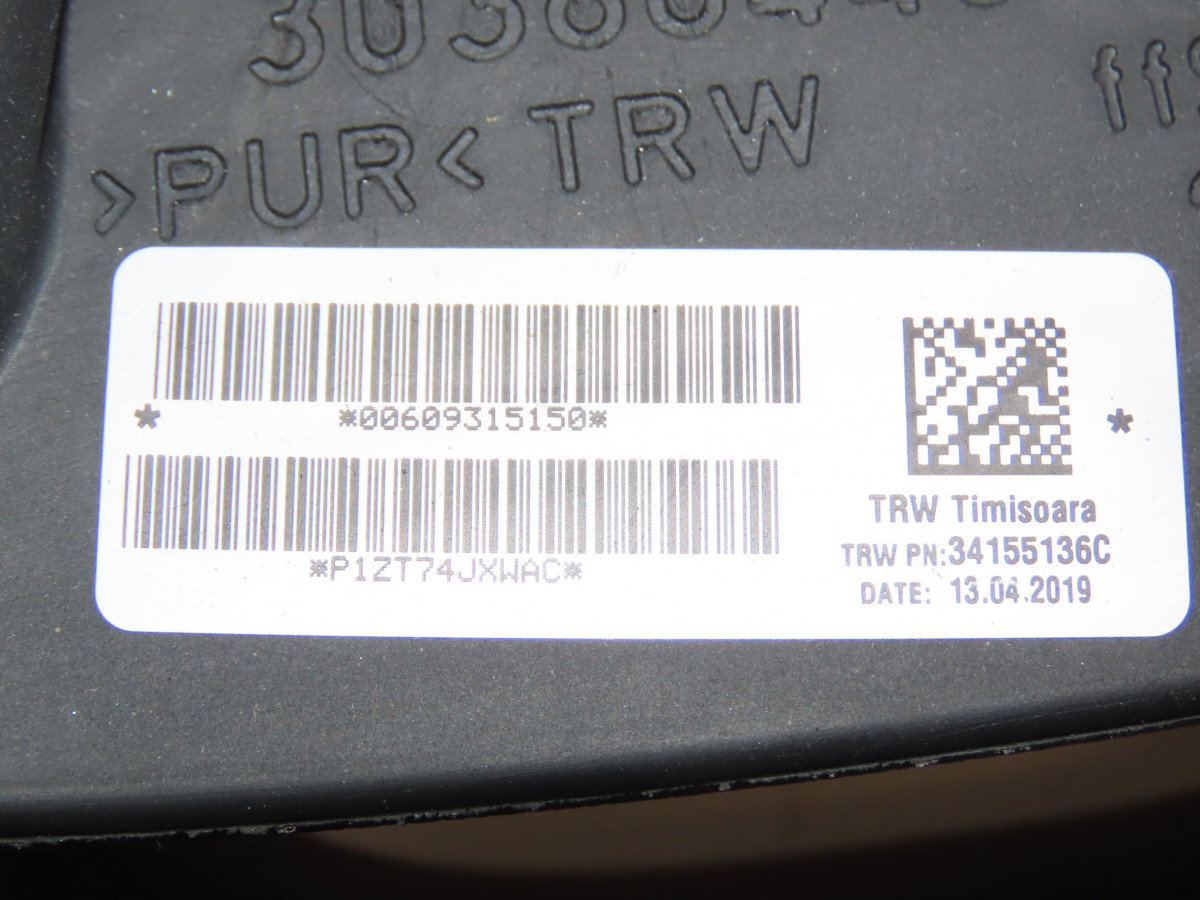 >PUR< TRW
*00609315150*
*P1ZT74JXWAC*
TRW Timisoara
TRW PN:34155136C
DATE: 13.04.2019